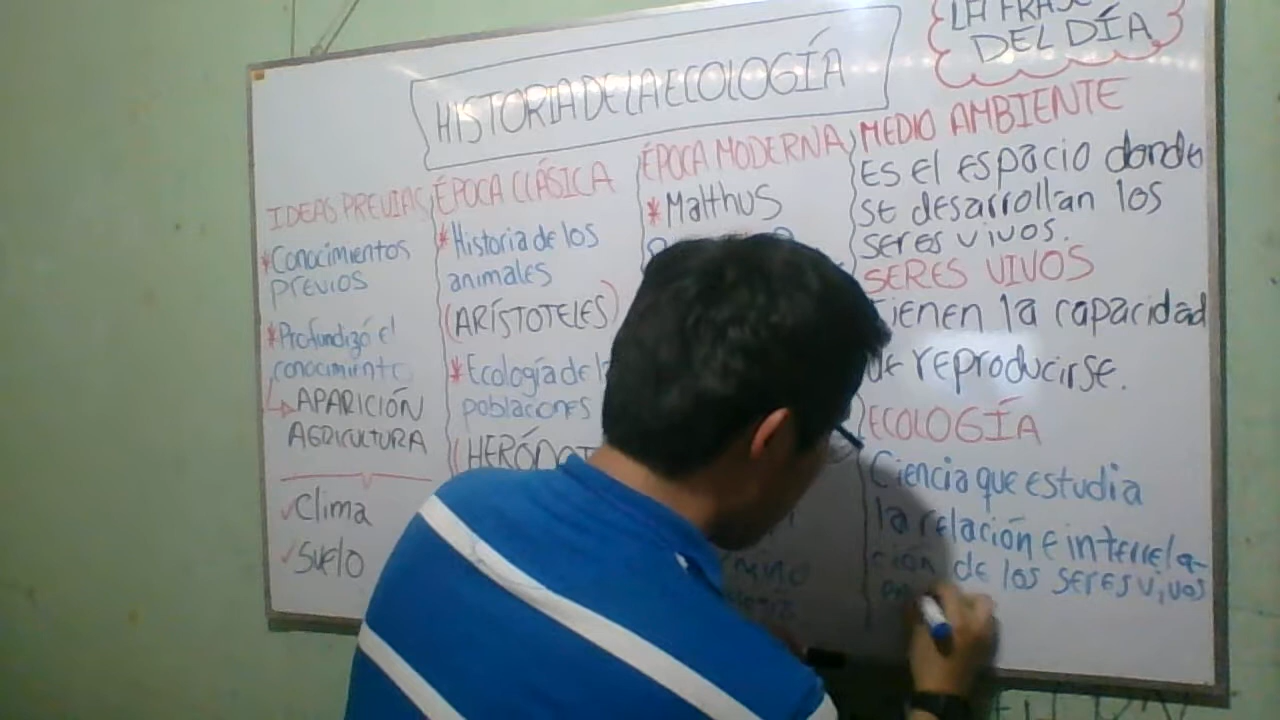 LA FRASE
DEL DÍA
HISTORIA DE LA ECOLOGÍA
IDEAS PREVIAS
*Conocimientos
previos
*Profundizó el
conocimiento
APARICIÓN
AGRICULTURA
✓Clima
✓Suelo
ÉPOCA CLÁSICA
*Historia de los
animales
(ARÍSTOTELES)
*Ecología de
poblaciones
(HERÓDOT
ÉPOCA MODERNA
*Malthus
MEDIO AMBIENTE
Es el espacio donde
se desarrollan los
seres vivos.
SERES VIVOS
Tienen la capacidad
de reproducirse.
ECOLOGÍA
Ciencia que estudia
la relación e interrela-
ción de los seres vivos